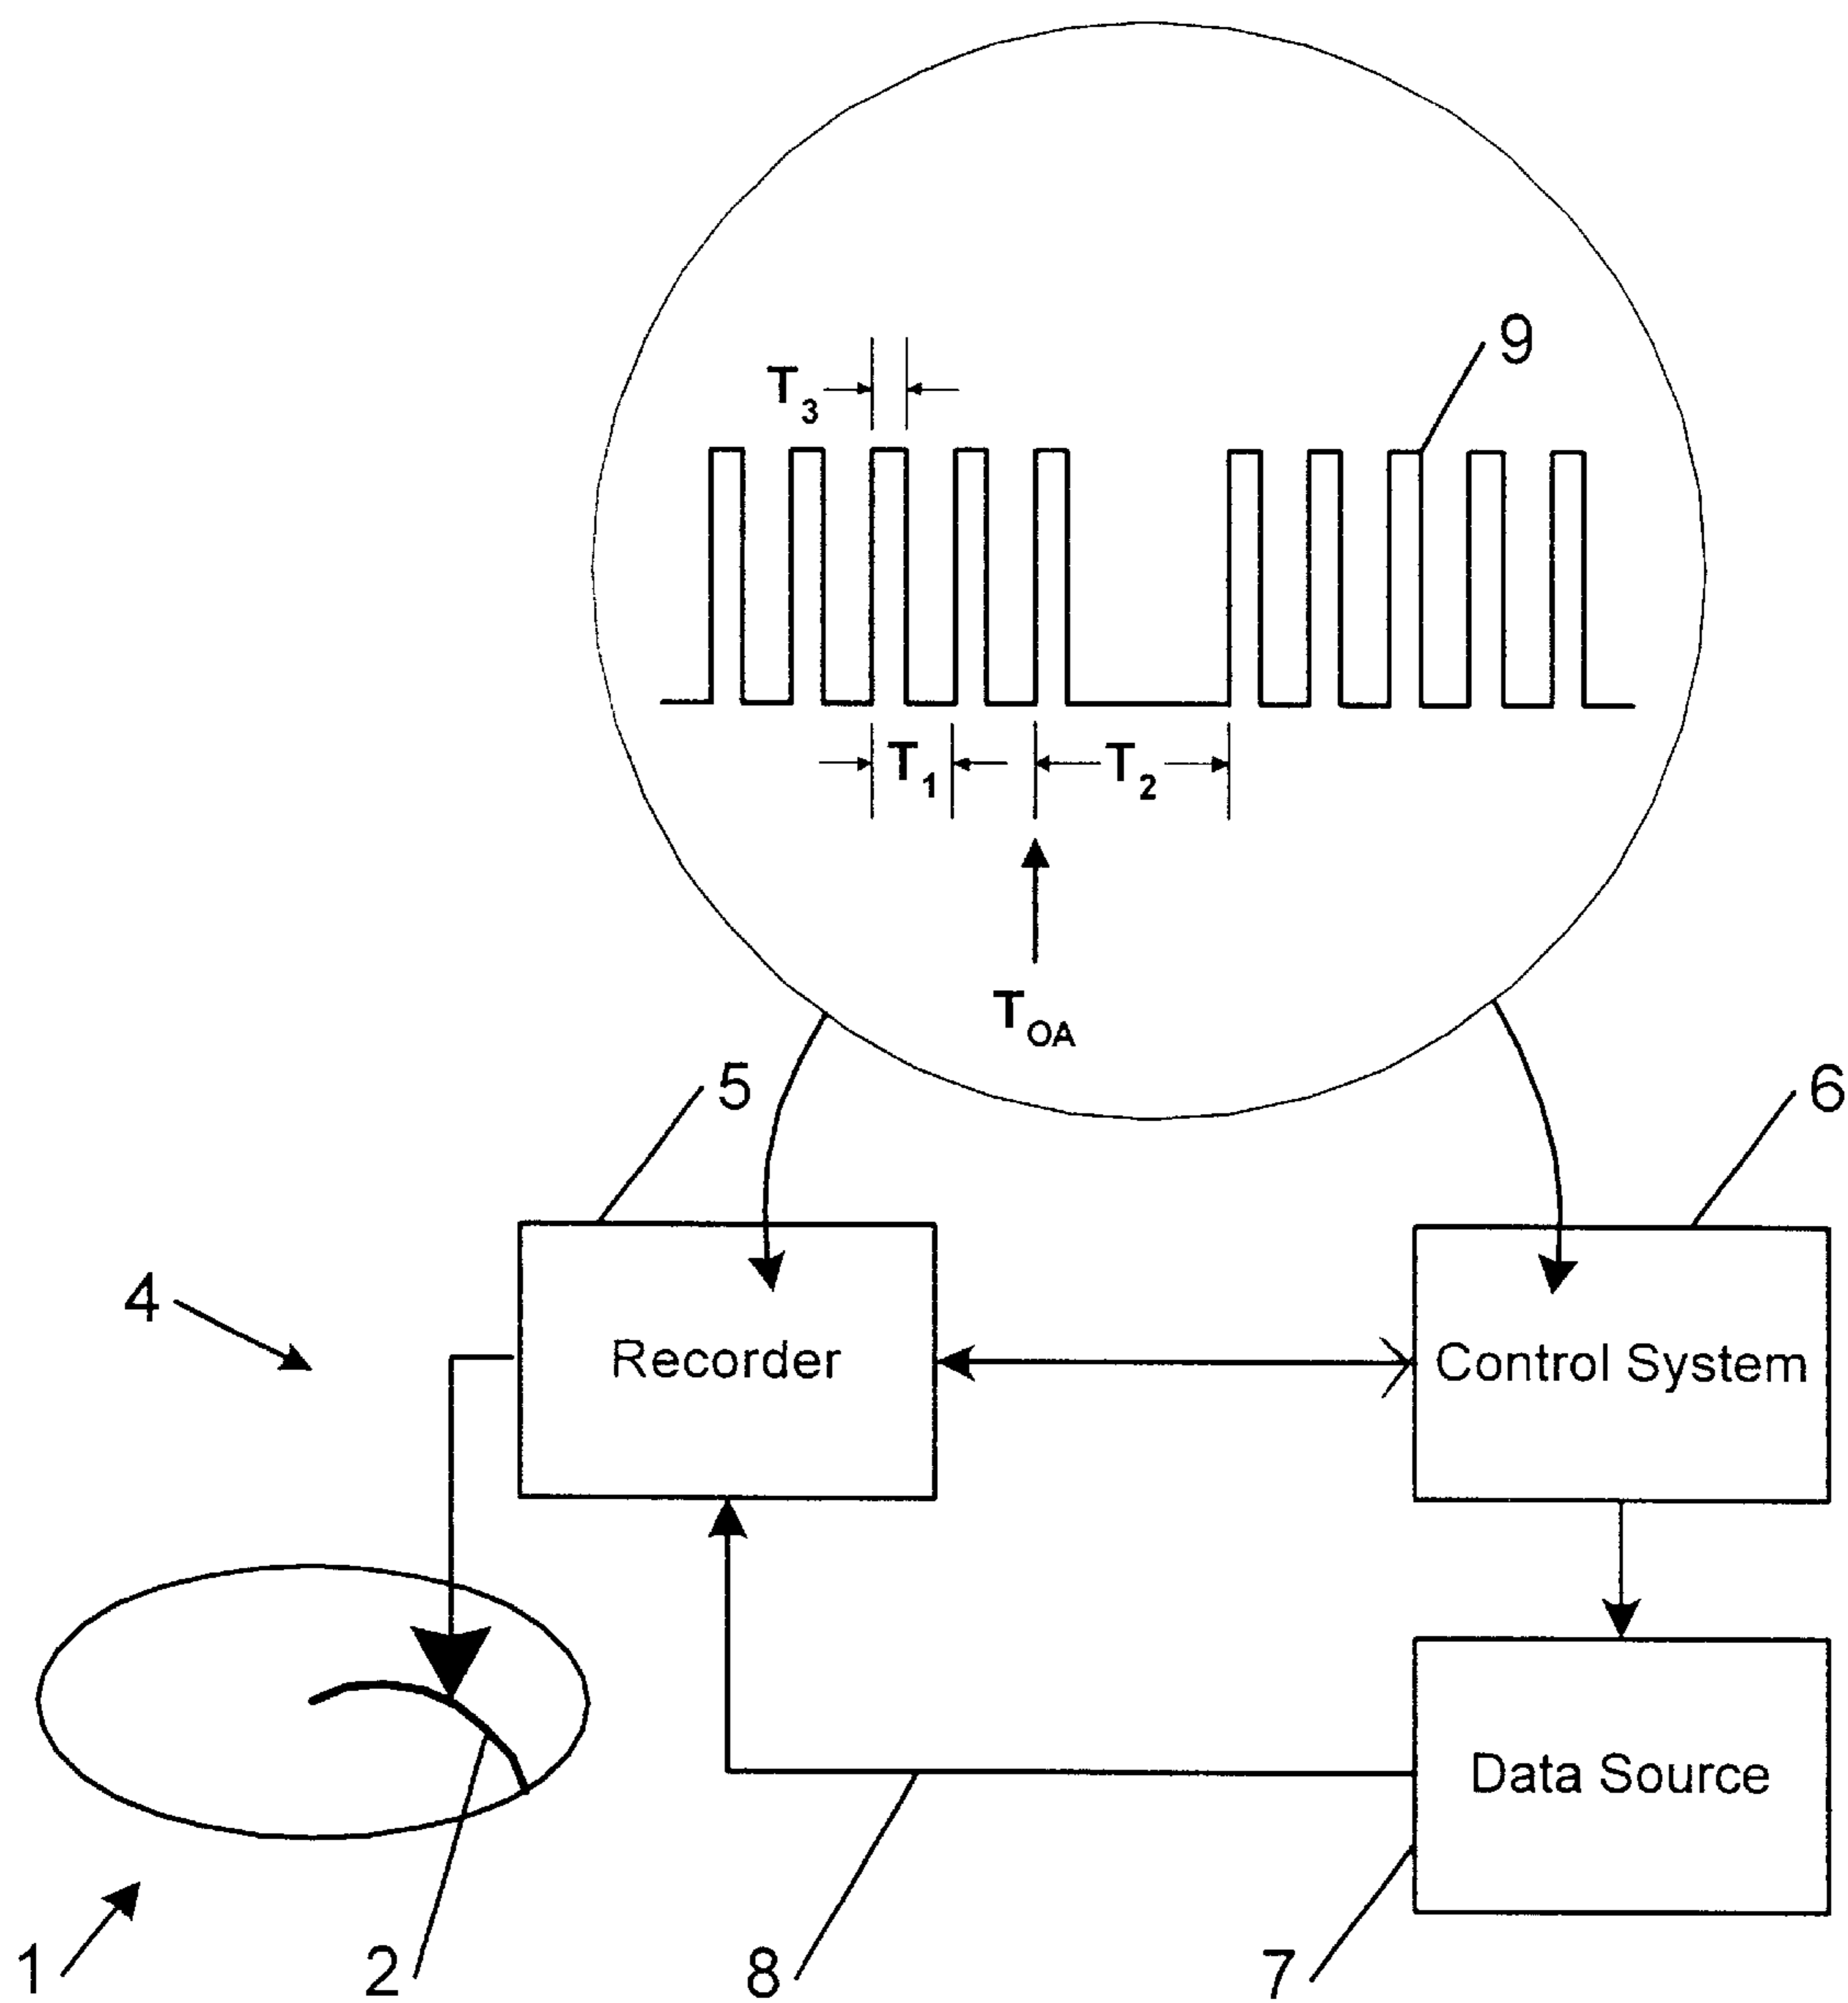 9
T3
T1
T2
TOA
5
6
4
Recorder
Control System
Data Source
1
2
8
7